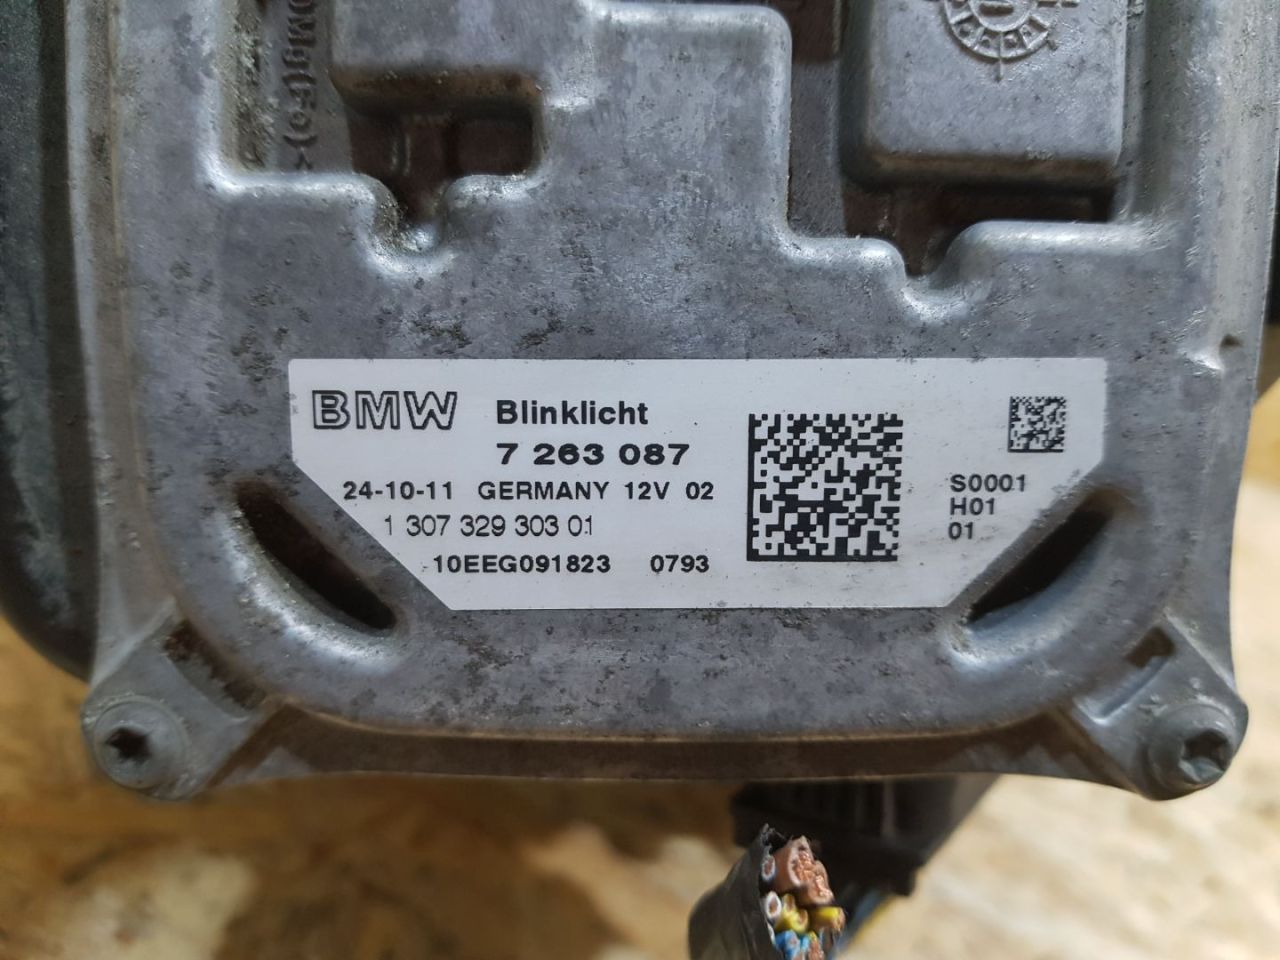 BMW Blinklicht
7 263 087
24-10-11 GERMANY 12V 02
1 307 329 303 01
10EEG091823 0793
S0001
H01
01